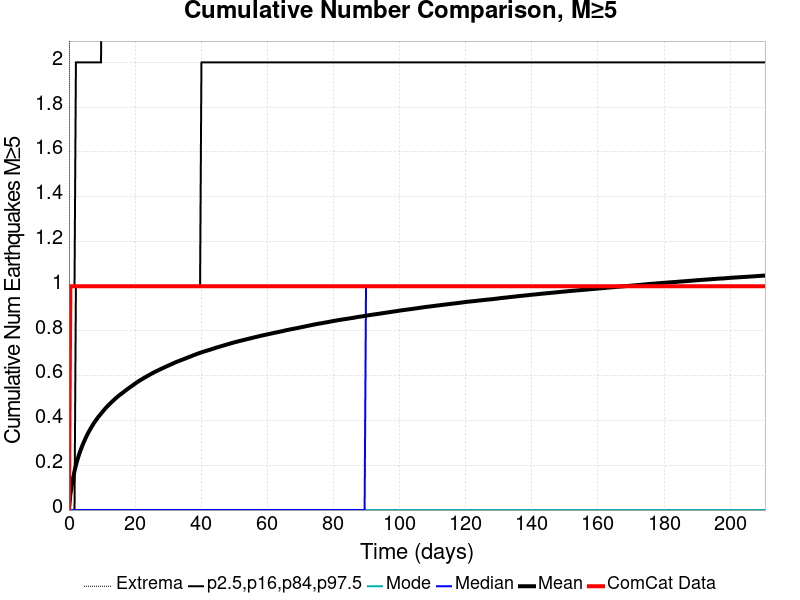 Cumulative Number Comparison, M≥5
Cumulative Num Earthquakes M≥5
2
1.8
1.6
1.4
1.2
1
0.8
0.6
0.4
0.2
0
0 20 40 60 80 100 120 140 160 180 200
Time (days)
Extrema p2.5,p16,p84,p97.5 Mode Median Mean ComCat Data